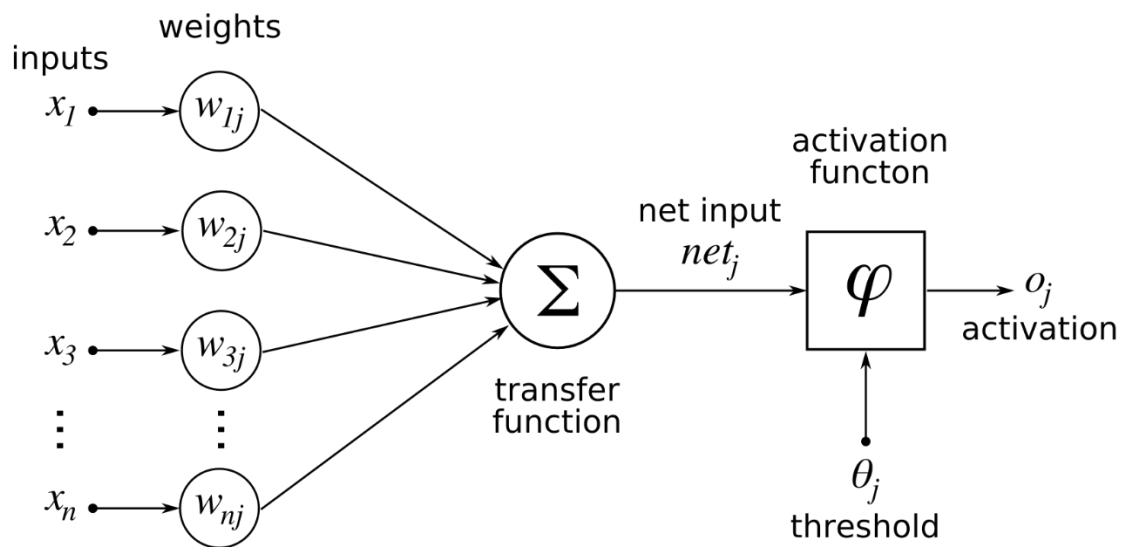 weights
inputs
x₁
w₁ⱼ
x₂
w₂ⱼ
x₃
w₃ⱼ
⋮
⋮
xₙ
wₙⱼ
Σ
transfer
function
net input
netⱼ
activation
functon
φ
oⱼ
activation
θⱼ
threshold